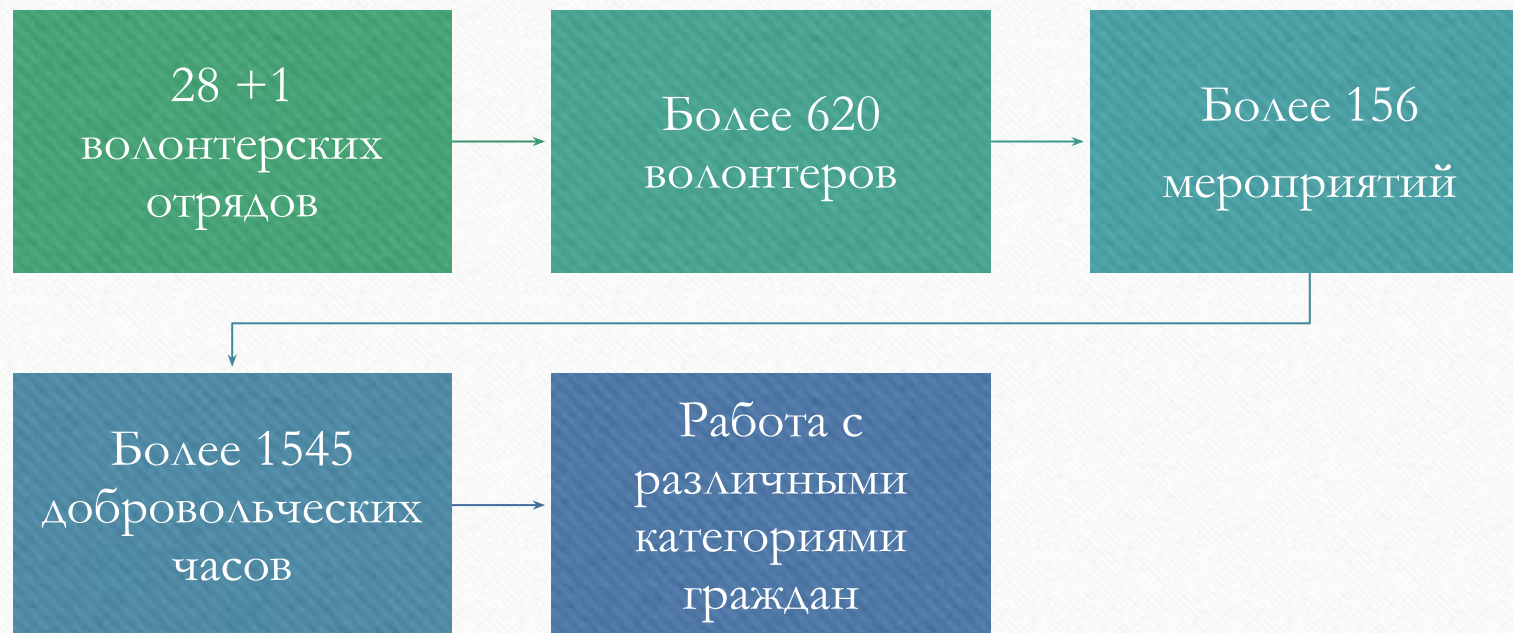 28 +1
волонтерских
отрядов
Более 620
волонтеров
Более 156
мероприятий
Более 1545
добровольческих
часов
Работа с
различными
категориями
граждан